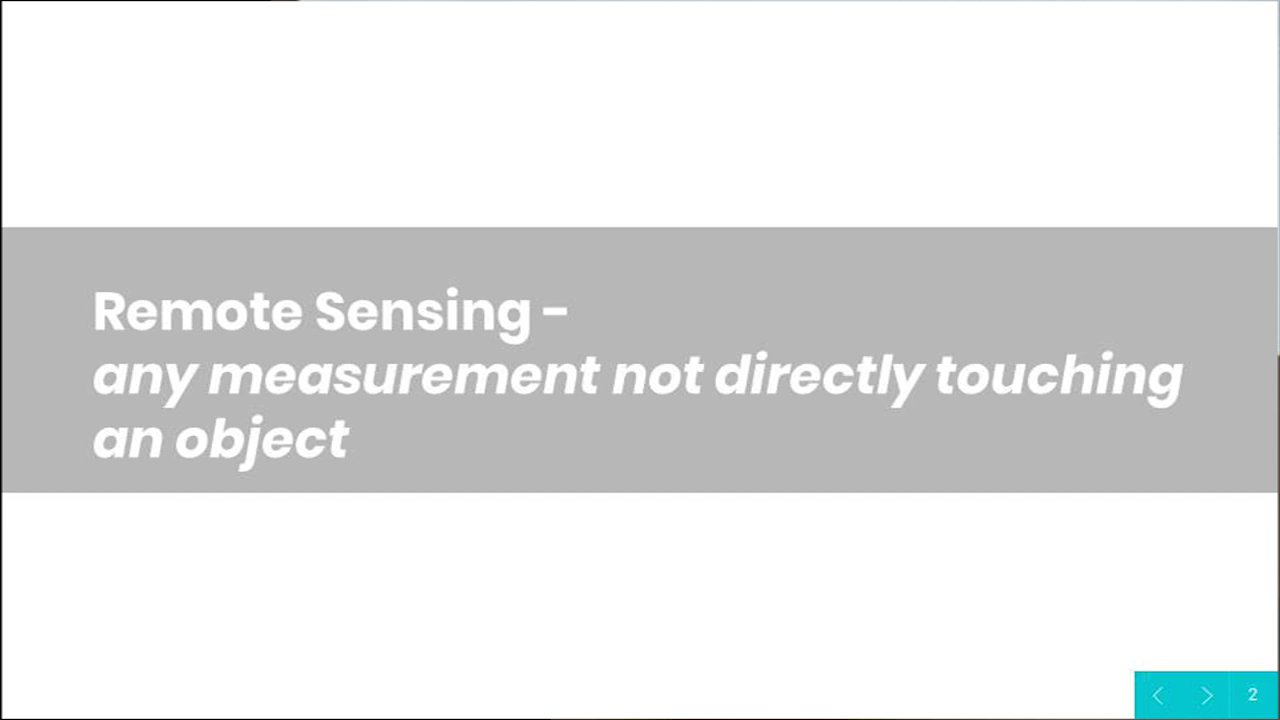 Remote Sensing –
any measurement not directly touching
an object
2